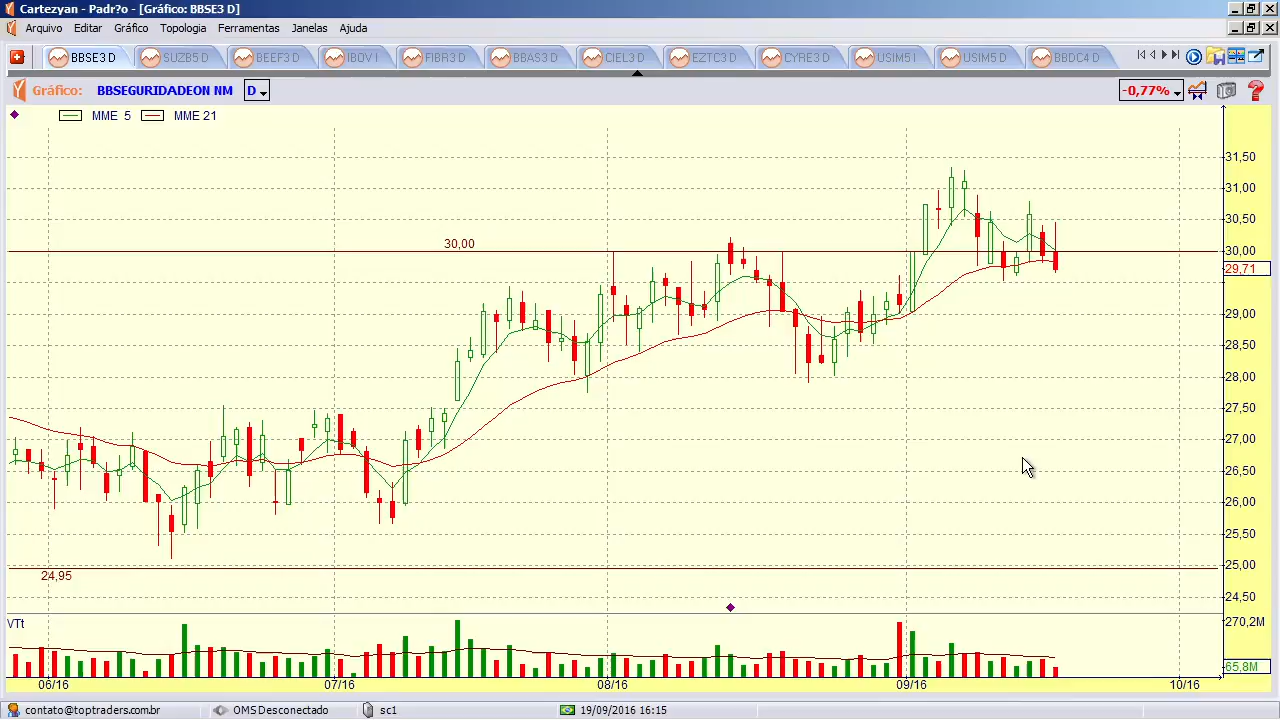 Cartezyan - Padr?o - [Gráfico: BBSE3 D]
Arquivo Editar Gráfico Topologia Ferramentas Janelas Ajuda
BBSE3 D SUZB5 D BEEF3 D IBOV I FIBR3 D BBAS3 D CIEL3 D EZTC3 D CYRE3 D USIM5 I USIM5 D BBDC4 D
Gráfico: BBSEGURIDADEON NM D -0,77%
MME 5 MME 21
31,50
31,00
30,50
30,00 30,00
29,71
29,00
28,50
28,00
27,50
27,00
26,50
26,00
25,50
25,00
24,95
24,50
VTt 270,2M
65,8M
06/16 07/16 08/16 09/16 10/16
contato@toptraders.com.br OMS Desconectado sc1 19/09/2016 16:15